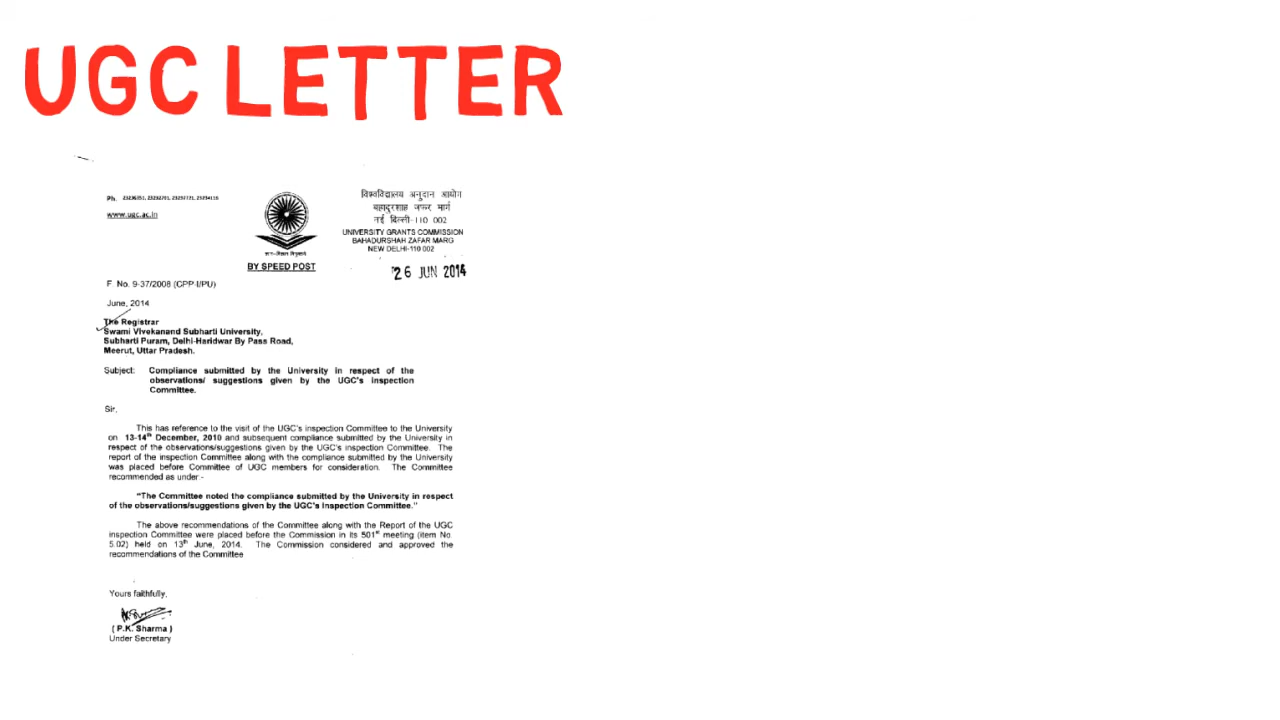 UGC LETTER
Ph. 23236351, 23232701, 23237721, 23234116
www.ugc.ac.in
विश्वविद्यालय अनुदान आयोग
बहादुरशाह जफर मार्ग
नई दिल्ली-110 002
UNIVERSITY GRANTS COMMISSION
BAHADURSHAH ZAFAR MARG
NEW DELHI-110 002
ज्ञान-विज्ञान विमुक्तये
BY SPEED POST
26 JUN 2014
F. No. 9-37/2008 (CPP-I/PU)
June, 2014
The Registrar
Swami Vivekanand Subharti University,
Subharti Puram, Delhi-Haridwar By Pass Road,
Meerut, Uttar Pradesh.
Subject: Compliance submitted by the University in respect of the
observations/ suggestions given by the UGC's inspection
Committee.
Sir,
This has reference to the visit of the UGC's inspection Committee to the University
on 13-14th December, 2010 and subsequent compliance submitted by the University in
respect of the observations/suggestions given by the UGC's inspection Committee. The
report of the inspection Committee along with the compliance submitted by the University
was placed before Committee of UGC members for consideration. The Committee
recommended as under:-
"The Committee noted the compliance submitted by the University in respect
of the observations/suggestions given by the UGC's Inspection Committee."
The above recommendations of the Committee along with the Report of the UGC
inspection Committee were placed before the Commission in its 501st meeting (item No.
5.02) held on 13th June, 2014. The Commission considered and approved the
recommendations of the Committee
Yours faithfully,
( P.K. Sharma )
Under Secretary